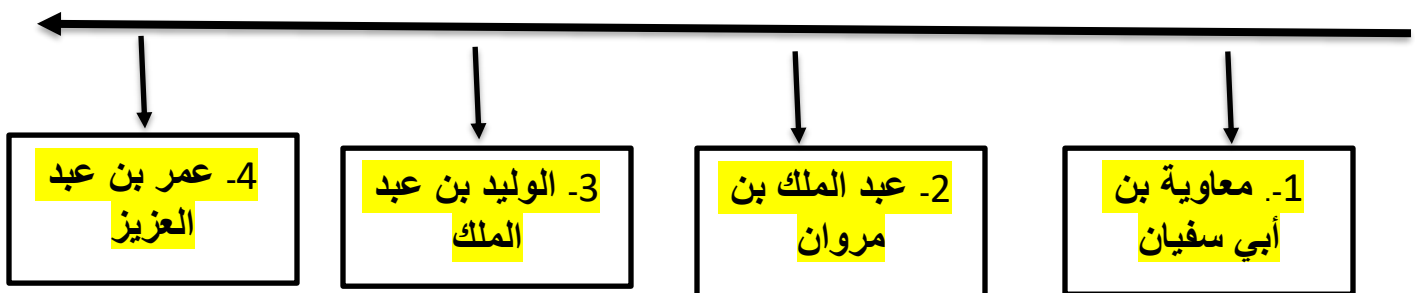 1-. معاوية بن
أبي سفيان
2- عبد الملك بن
مروان
3- الوليد بن عبد
الملك
4- عمر بن عبد
العزيز